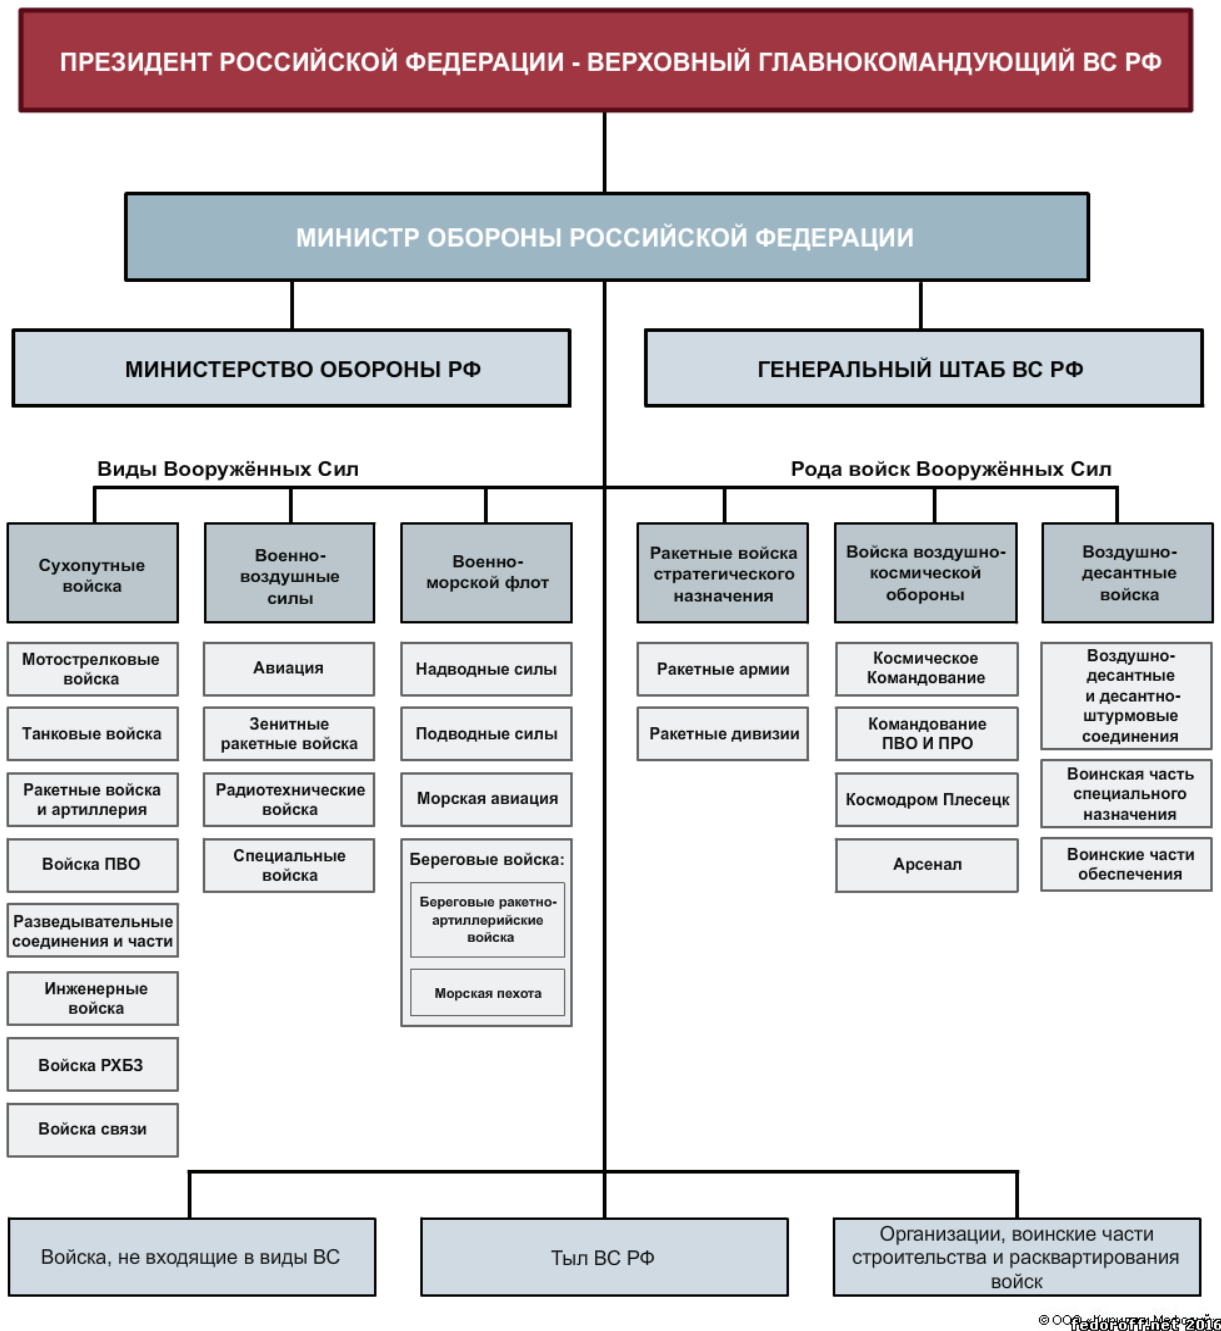 ПРЕЗИДЕНТ РОССИЙСКОЙ ФЕДЕРАЦИИ - ВЕРХОВНЫЙ ГЛАВНОКОМАНДУЮЩИЙ ВС РФ
МИНИСТР ОБОРОНЫ РОССИЙСКОЙ ФЕДЕРАЦИИ
МИНИСТЕРСТВО ОБОРОНЫ РФ
ГЕНЕРАЛЬНЫЙ ШТАБ ВС РФ
Виды Вооружённых Сил
Рода войск Вооружённых Сил
Сухопутные
войска
Военно-
воздушные
силы
Военно-
морской флот
Ракетные войска
стратегического
назначения
Войска воздушно-
космической
обороны
Воздушно-
десантные
войска
Мотострелковые
войска
Танковые войска
Ракетные войска
и артиллерия
Войска ПВО
Разведывательные
соединения и части
Инженерные
войска
Войска РХБЗ
Войска связи
Авиация
Зенитные
ракетные войска
Радиотехнические
войска
Специальные
войска
Надводные силы
Подводные силы
Морская авиация
Береговые войска:
Береговые ракетно-
артиллерийские
войска
Морская пехота
Ракетные армии
Ракетные дивизии
Космическое
Командование
Командование
ПВО И ПРО
Космодром Плесецк
Арсенал
Воздушно-
десантные
и десантно-
штурмовые
соединения
Воинская часть
специального
назначения
Воинские части
обеспечения
Войска, не входящие в виды ВС
Тыл ВС РФ
Организации, воинские части
строительства и расквартирования
войск
© ООО
fedoroff.net 2010